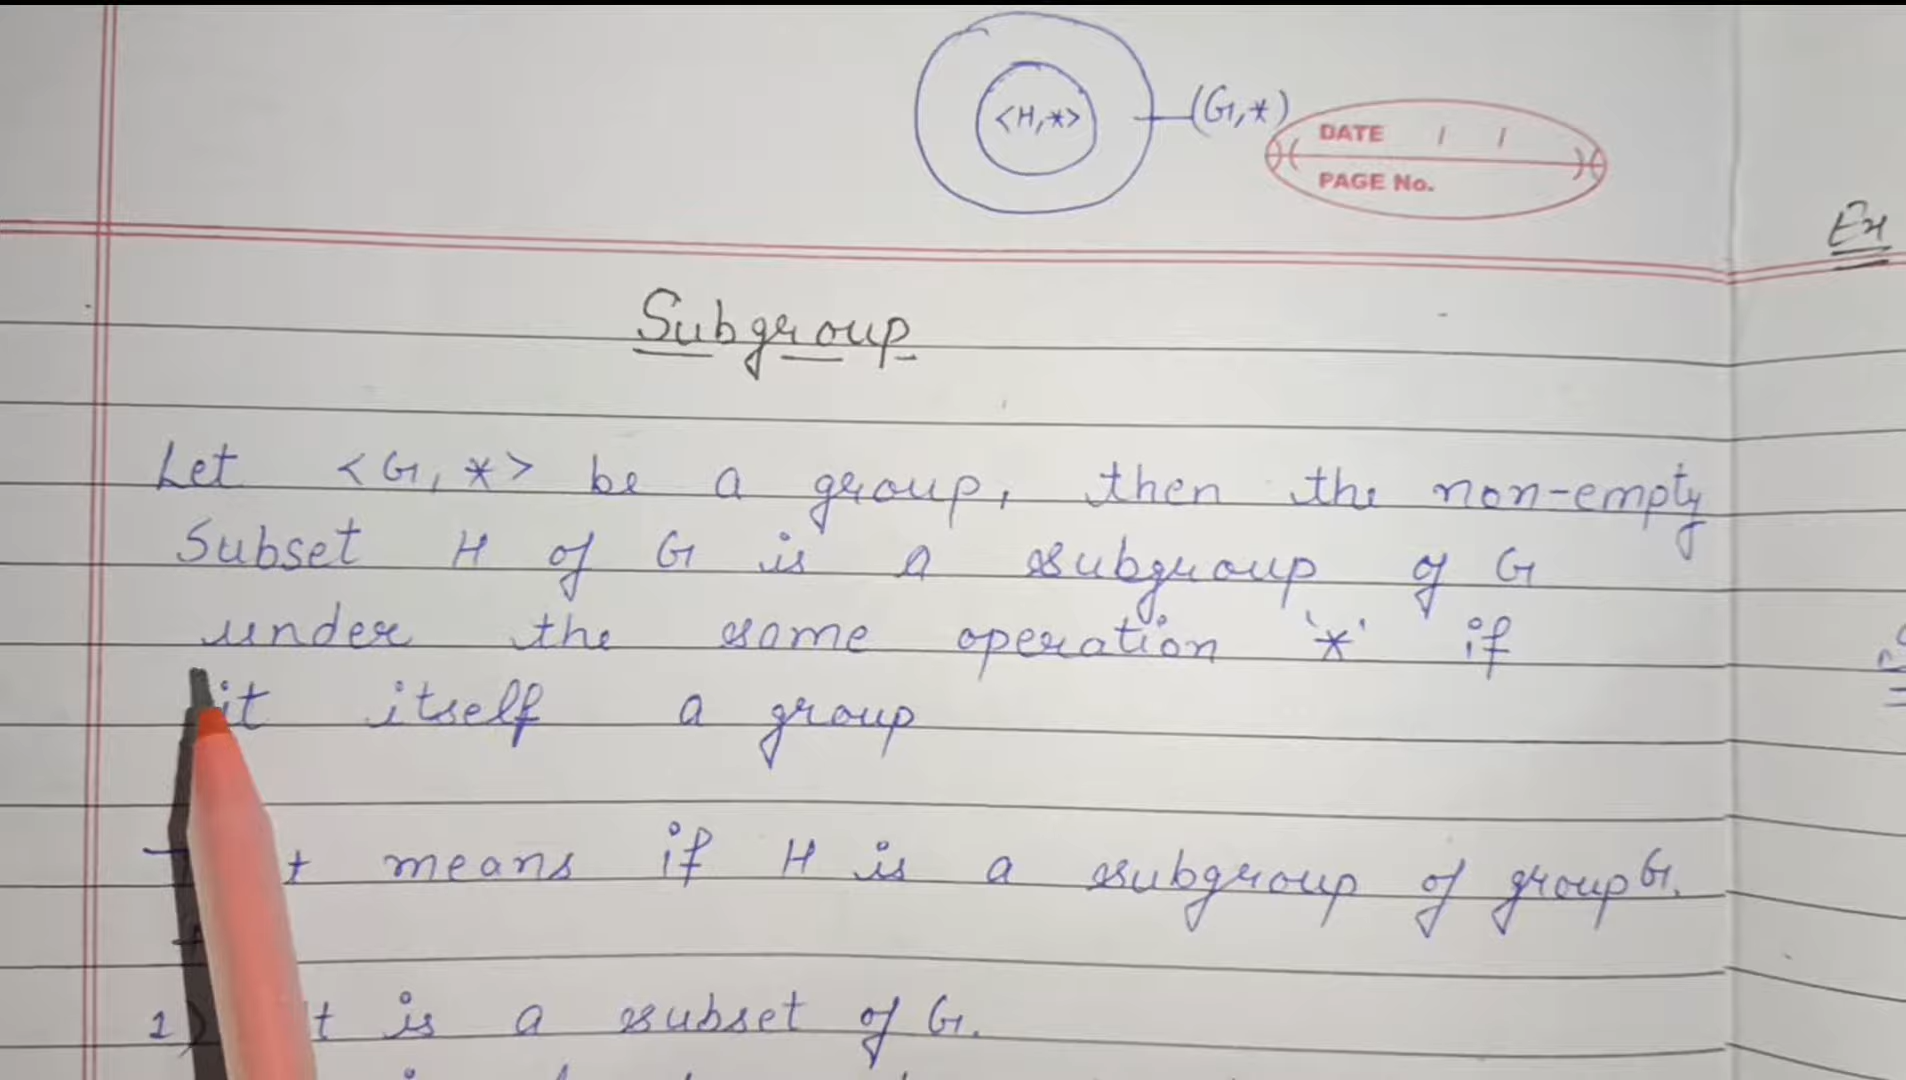 <H,*>
(G,*)
DATE / /
PAGE No.
Ex
Subgroup
Let <G,*> be a group, then the non-empty
Subset H of G is a subgroup of G
under the same operation '*' if
it itself a group
means if H is a subgroup of group G.
1) is a subset of G.